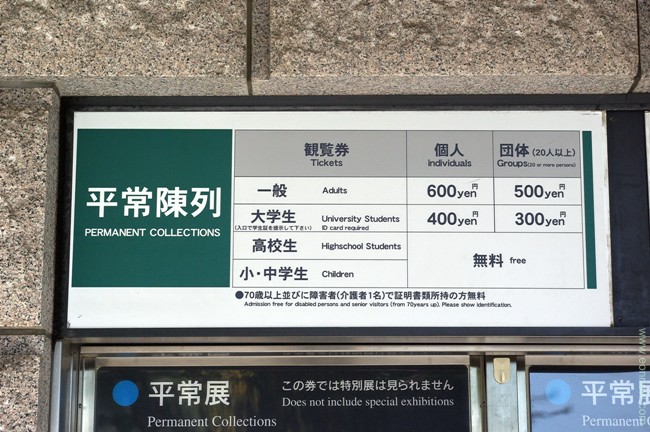 平常陳列
PERMANENT COLLECTIONS
観覧券 個人 団体(20人以上)
Tickets individuals Groups(20 or more persons)
一般 Adults 600yen円 500yen円
大学生 University Students 400yen円 300yen円
(入口で学生証を提示して下さい) ID card required
高校生 Highschool Students
無料 free
小・中学生 Children
●70歳以上並びに障害者(介護者1名)で証明書類所持の方無料
Admission free for disabled persons and senior visitors (from 70years up). Please show identification.
平常展 この券では特別展は見られません
Permanent Collections Does not include special exhibitions
平常展
Permanent Col